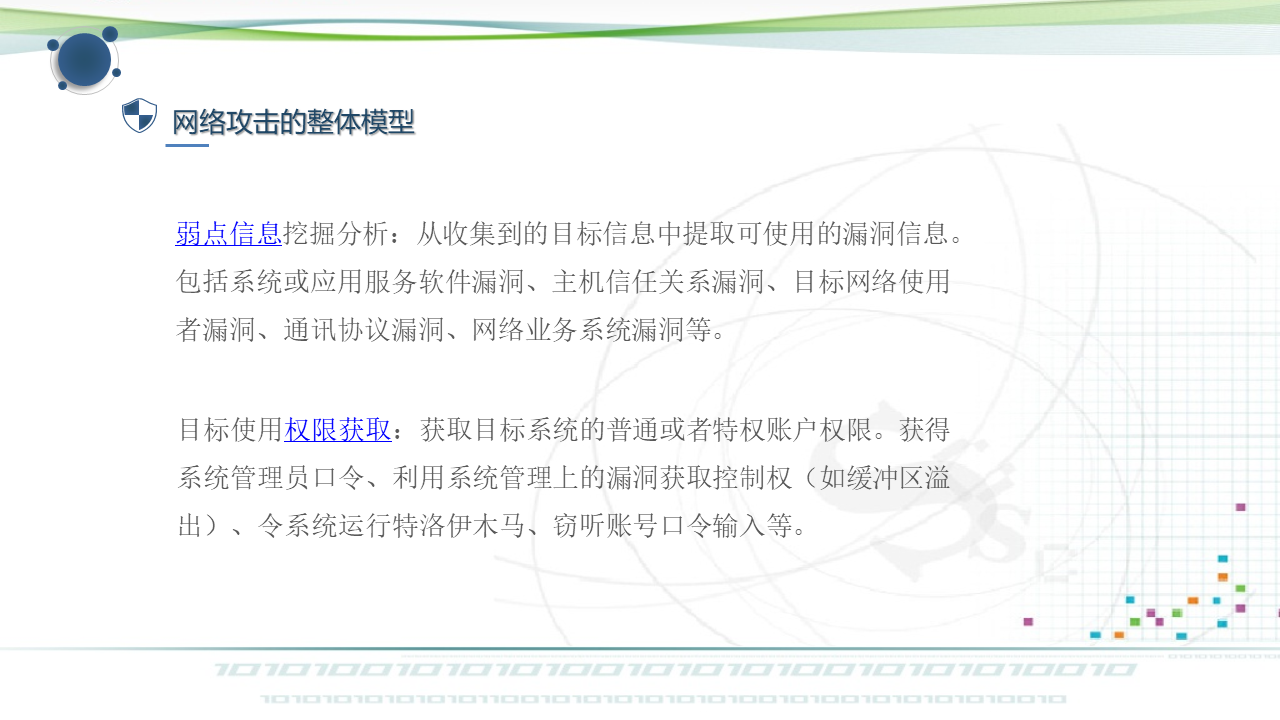 网络攻击的整体模型
弱点信息挖掘分析：从收集到的目标信息中提取可使用的漏洞信息。
包括系统或应用服务软件漏洞、主机信任关系漏洞、目标网络使用
者漏洞、通讯协议漏洞、网络业务系统漏洞等。
目标使用权限获取：获取目标系统的普通或者特权账户权限。获得
系统管理员口令、利用系统管理上的漏洞获取控制权（如缓冲区溢
出）、令系统运行特洛伊木马、窃听账号口令输入等。